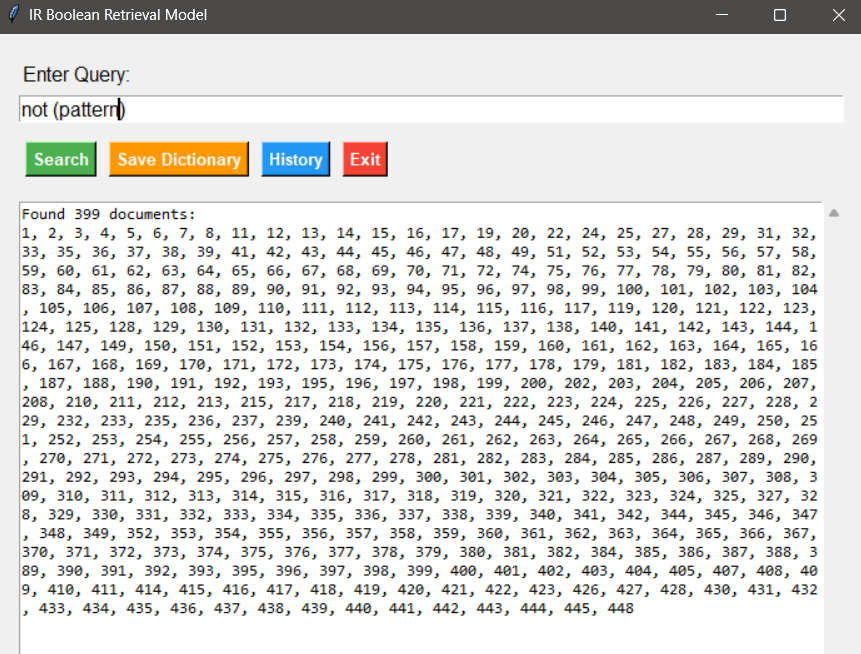 IR Boolean Retrieval Model
Enter Query:
not (pattern)
Search Save Dictionary History Exit
Found 399 documents:
1, 2, 3, 4, 5, 6, 7, 8, 11, 12, 13, 14, 15, 16, 17, 19, 20, 22, 24, 25, 27, 28, 29, 31, 32,
33, 35, 36, 37, 38, 39, 41, 42, 43, 44, 45, 46, 47, 48, 49, 51, 52, 53, 54, 55, 56, 57, 58,
59, 60, 61, 62, 63, 64, 65, 66, 67, 68, 69, 70, 71, 72, 74, 75, 76, 77, 78, 79, 80, 81, 82,
83, 84, 85, 86, 87, 88, 89, 90, 91, 92, 93, 94, 95, 96, 97, 98, 99, 100, 101, 102, 103, 104
, 105, 106, 107, 108, 109, 110, 111, 112, 113, 114, 115, 116, 117, 119, 120, 121, 122, 123,
124, 125, 128, 129, 130, 131, 132, 133, 134, 135, 136, 137, 138, 140, 141, 142, 143, 144, 1
46, 147, 149, 150, 151, 152, 153, 154, 156, 157, 158, 159, 160, 161, 162, 163, 164, 165, 16
6, 167, 168, 169, 170, 171, 172, 173, 174, 175, 176, 177, 178, 179, 181, 182, 183, 184, 185
, 187, 188, 190, 191, 192, 193, 195, 196, 197, 198, 199, 200, 202, 203, 204, 205, 206, 207,
208, 210, 211, 212, 213, 215, 217, 218, 219, 220, 221, 222, 223, 224, 225, 226, 227, 228, 2
29, 232, 233, 235, 236, 237, 239, 240, 241, 242, 243, 244, 245, 246, 247, 248, 249, 250, 25
1, 252, 253, 254, 255, 256, 257, 258, 259, 260, 261, 262, 263, 264, 265, 266, 267, 268, 269
, 270, 271, 272, 273, 274, 275, 276, 277, 278, 281, 282, 283, 284, 285, 286, 287, 289, 290,
291, 292, 293, 294, 295, 296, 297, 298, 299, 300, 301, 302, 303, 304, 305, 306, 307, 308, 3
09, 310, 311, 312, 313, 314, 315, 316, 317, 318, 319, 320, 321, 322, 323, 324, 325, 327, 32
8, 329, 330, 331, 332, 333, 334, 335, 336, 337, 338, 339, 340, 341, 342, 344, 345, 346, 347
, 348, 349, 352, 353, 354, 355, 356, 357, 358, 359, 360, 361, 362, 363, 364, 365, 366, 367,
370, 371, 372, 373, 374, 375, 376, 377, 378, 379, 380, 381, 382, 384, 385, 386, 387, 388, 3
89, 390, 391, 392, 393, 395, 396, 397, 398, 399, 400, 401, 402, 403, 404, 405, 407, 408, 40
9, 410, 411, 414, 415, 416, 417, 418, 419, 420, 421, 422, 423, 426, 427, 428, 430, 431, 432
, 433, 434, 435, 436, 437, 438, 439, 440, 441, 442, 443, 444, 445, 448